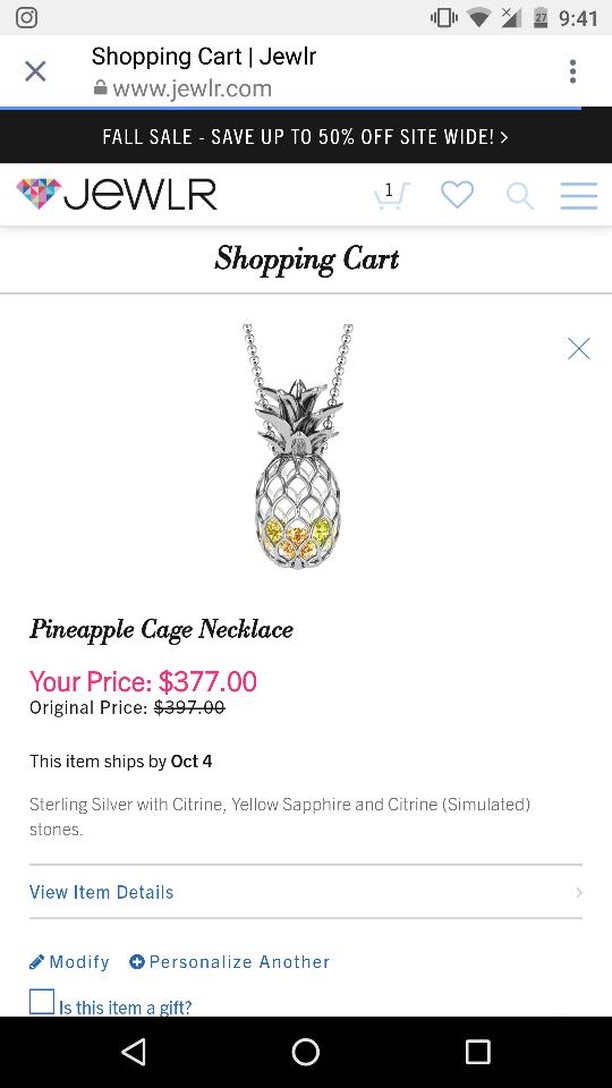 27 9:41
Shopping Cart | Jewlr
www.jewlr.com
FALL SALE - SAVE UP TO 50% OFF SITE WIDE! >
JEWLR
1
Shopping Cart
Pineapple Cage Necklace
Your Price: $377.00
Original Price: $397.00
This item ships by Oct 4
Sterling Silver with Citrine, Yellow Sapphire and Citrine (Simulated)
stones.
View Item Details
Modify Personalize Another
Is this item a gift?